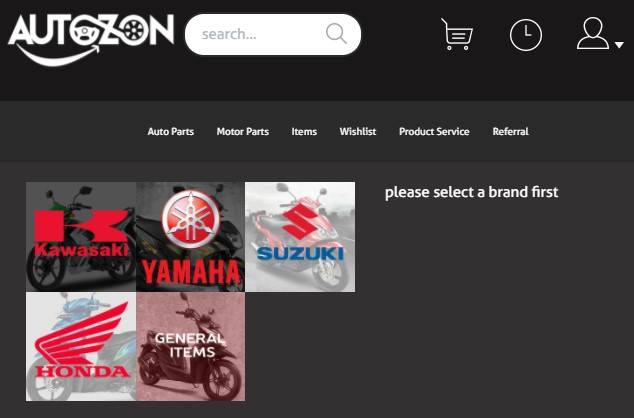 AUTOZON
search...
Auto Parts Motor Parts Items Wishlist Product Service Referral
please select a brand first
Kawasaki
YAMAHA
SUZUKI
HONDA
GENERAL
ITEMS